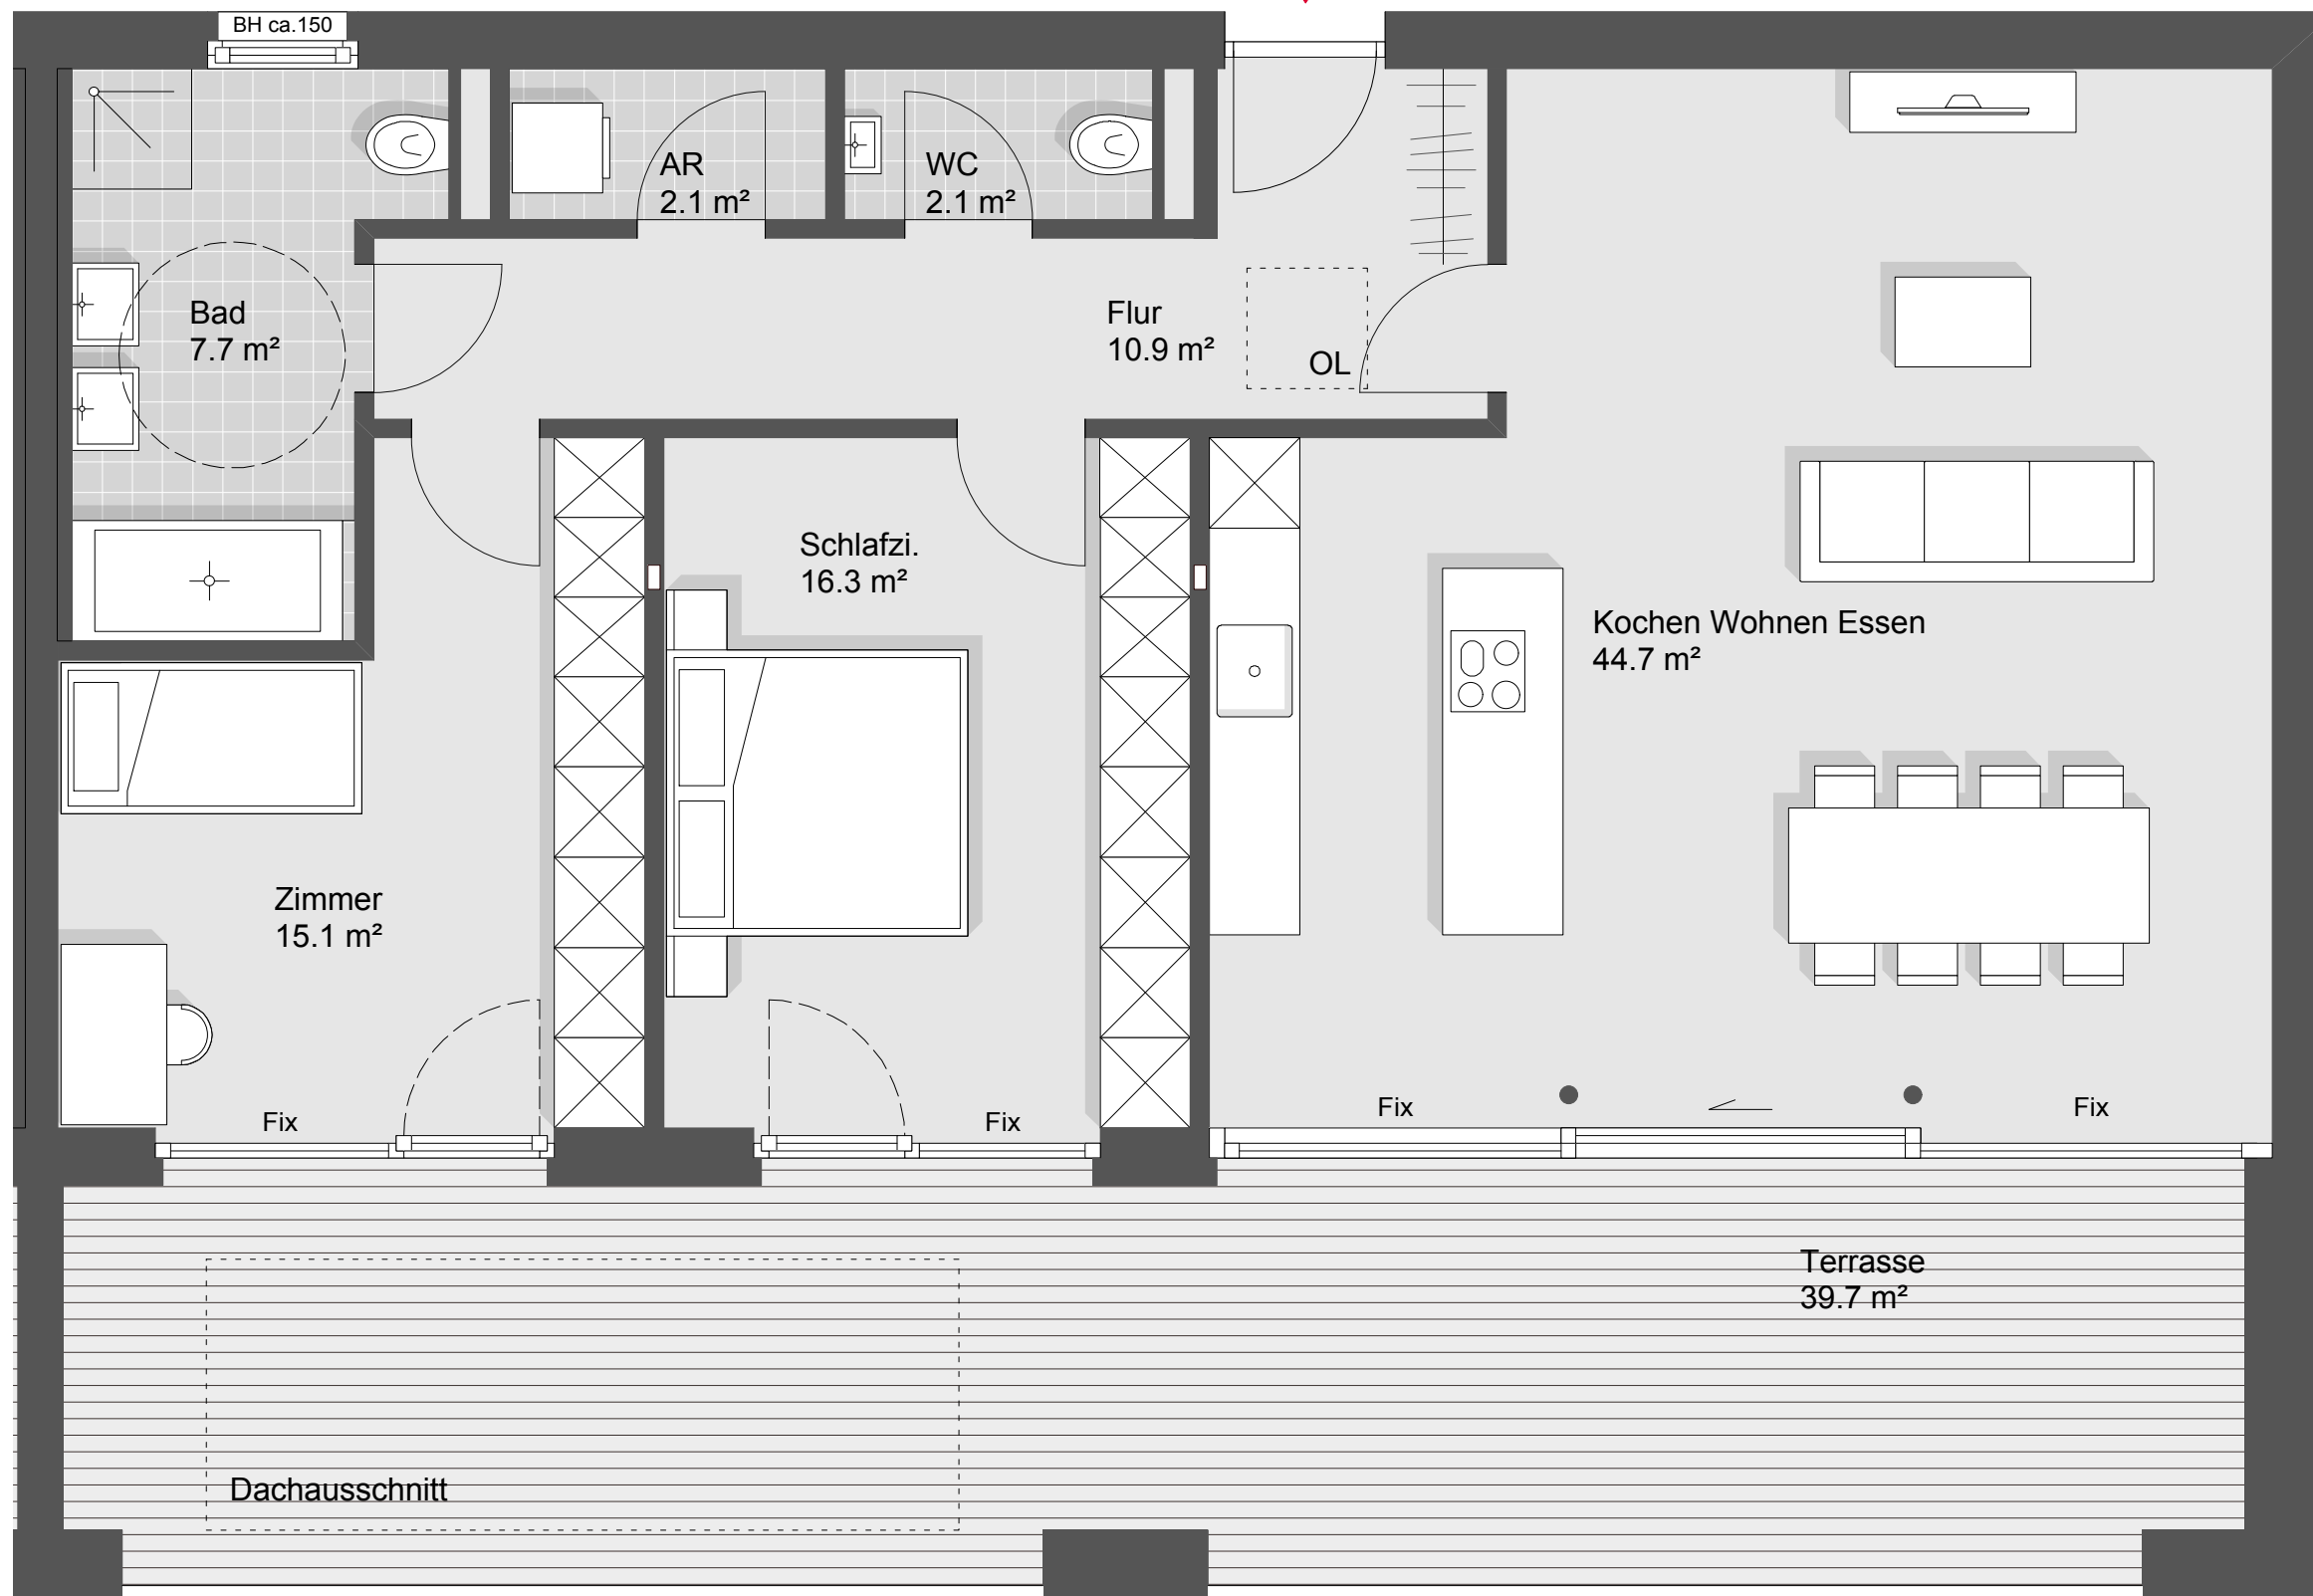 BH ca.150
AR
2.1 m²
WC
2.1 m²
Bad
7.7 m²
Flur
10.9 m²
OL
Schlafzi.
16.3 m²
Kochen Wohnen Essen
44.7 m²
Zimmer
15.1 m²
Fix
Fix
Fix
Fix
Terrasse
39.7 m²
Dachausschnitt